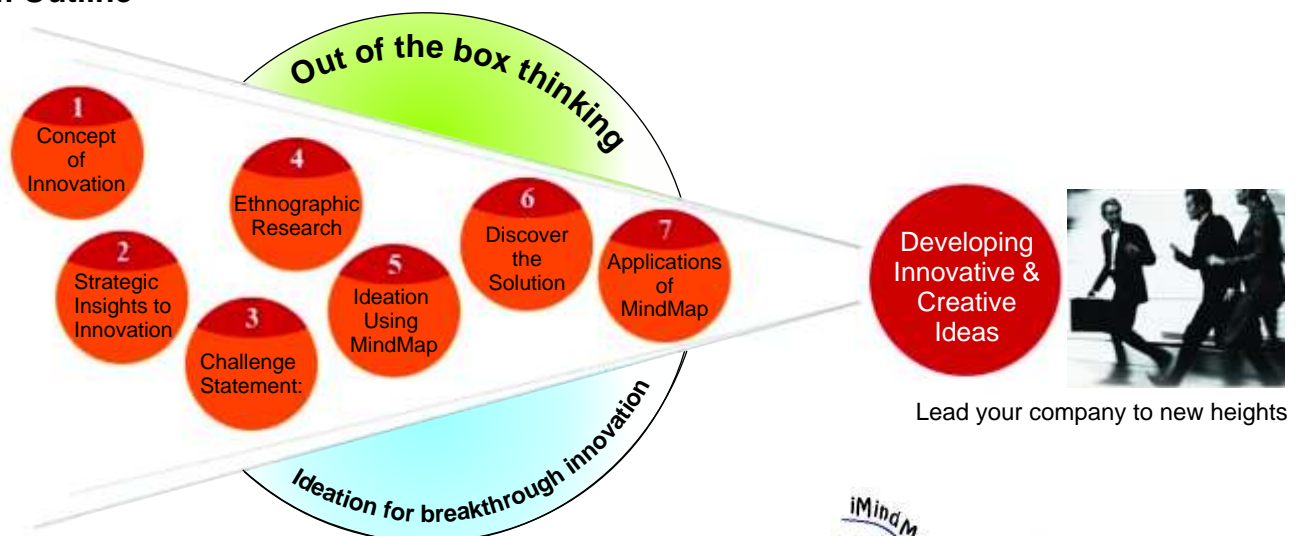 Outline
Out of the box thinking
1
Concept
of
Innovation
2
Strategic
Insights to
Innovation
3
Challenge
Statement:
4
Ethnographic
Research
5
Ideation
Using
MindMap
6
Discover
the
Solution
7
Applications
of
MindMap
Ideation for breakthrough innovation
Developing
Innovative &
Creative
Ideas
Lead your company to new heights
iMindM